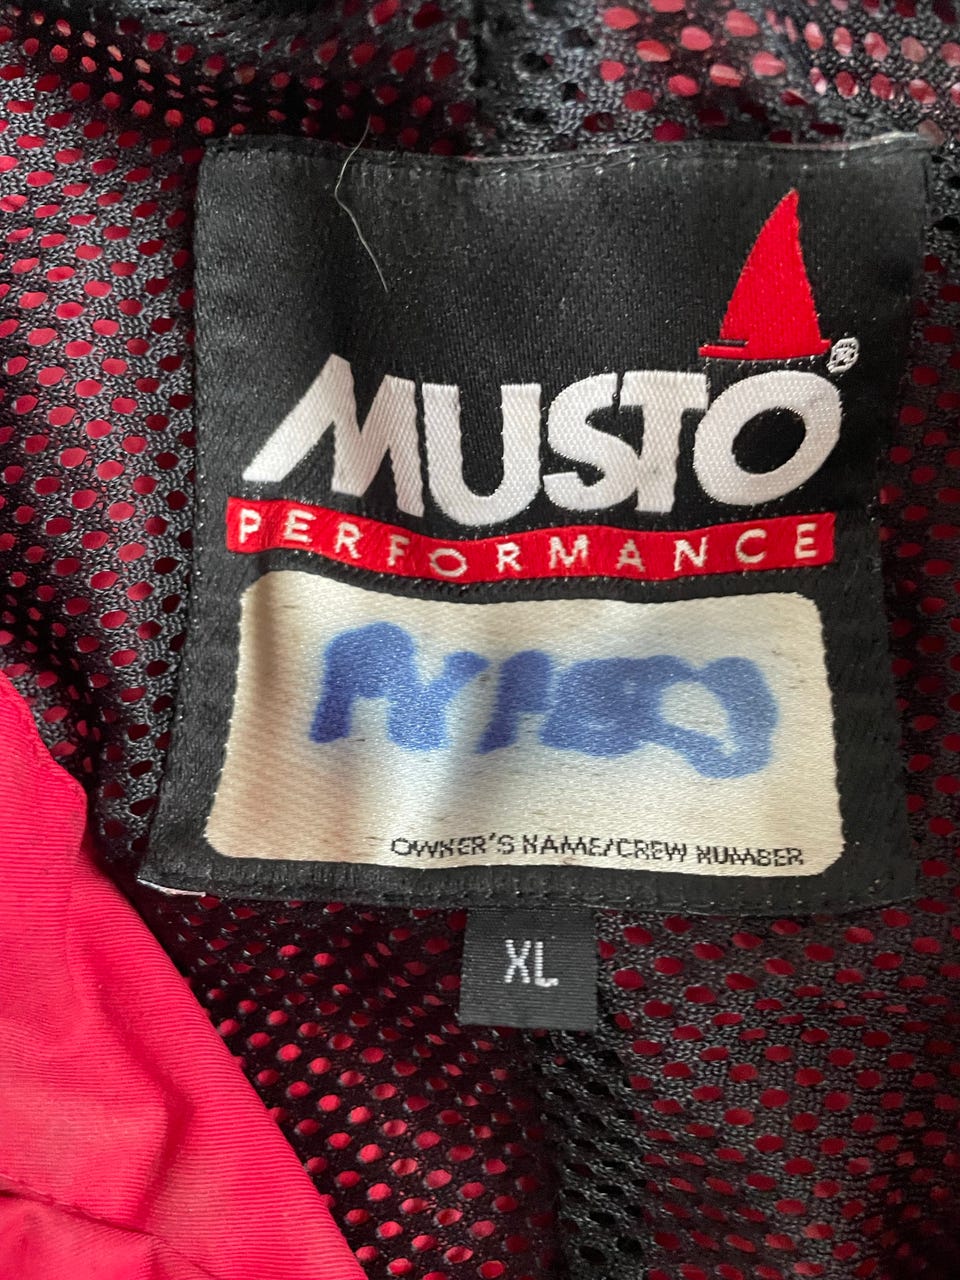 MUSTO®
PERFORMANCE
OWNER'S NAME/CREW NUMBER
XL